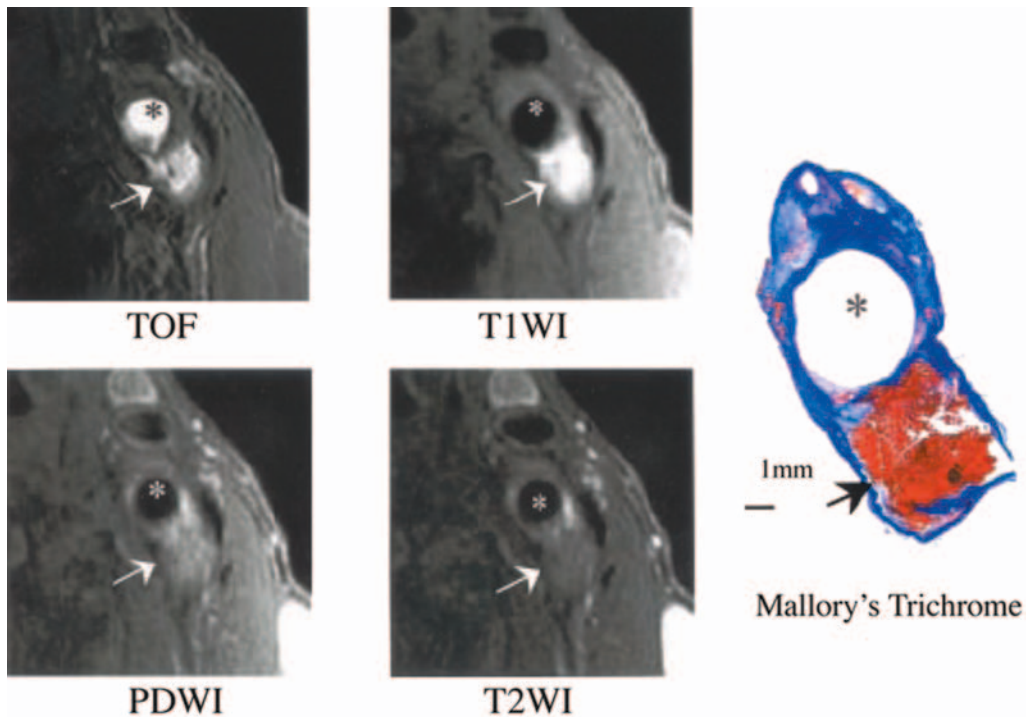 *
*
TOF
T1WI
*
1mm
*
*
PDWI
T2WI
Mallory's Trichrome